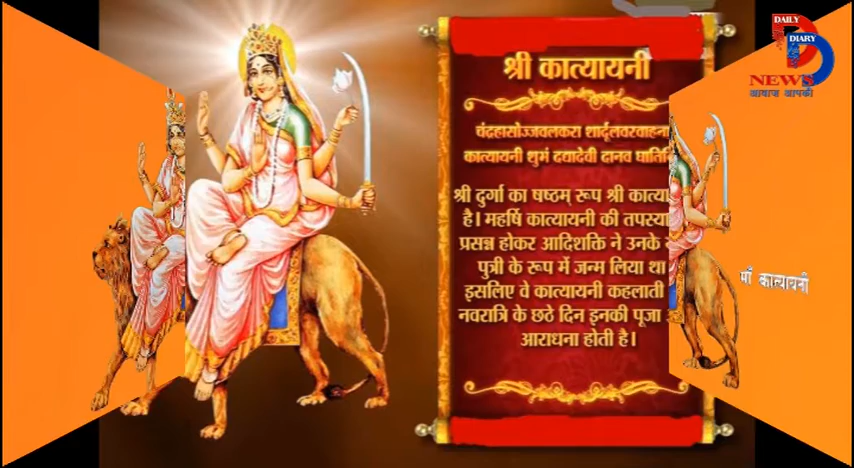 DAILY
DIARY
NEWS
आवाज आपकी
श्री कात्यायनी
चंद्रहासोज्जवलकरा शार्दूलवरवाहना
कात्यायनी शुभं दद्यादेवी दानव
श्री दुर्गा का षष्ठम् रूप श्री
है। महर्षि कात्यायनी की तपस्या
प्रसन्न होकर आदिशक्ति ने उनके
पुत्री के रूप में जन्म लिया था
इसलिए वे कात्यायनी कहलाती
नवरात्रि के छठे दिन इनकी पूजा
आराधना होती है।
माँ कात्यायनी